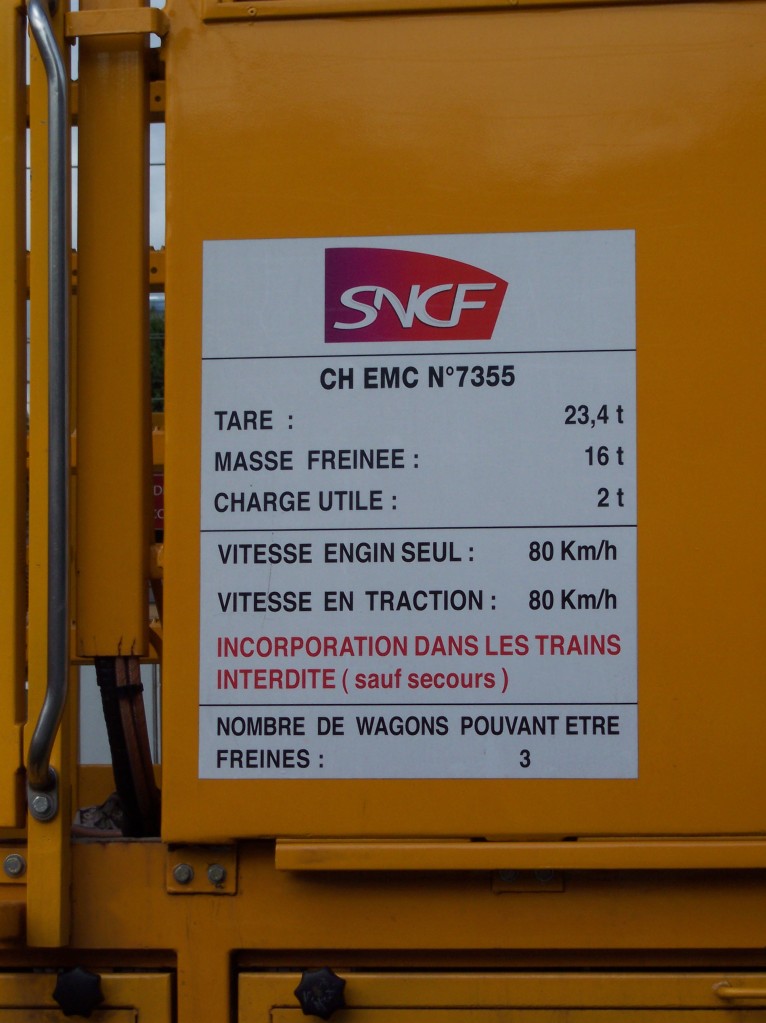 SNCF
CH EMC N°7355
TARE : 23,4 t
MASSE FREINEE : 16 t
CHARGE UTILE : 2 t
VITESSE ENGIN SEUL : 80 Km/h
VITESSE EN TRACTION : 80 Km/h
INCORPORATION DANS LES TRAINS
INTERDITE ( sauf secours )
NOMBRE DE WAGONS POUVANT ETRE
FREINES : 3